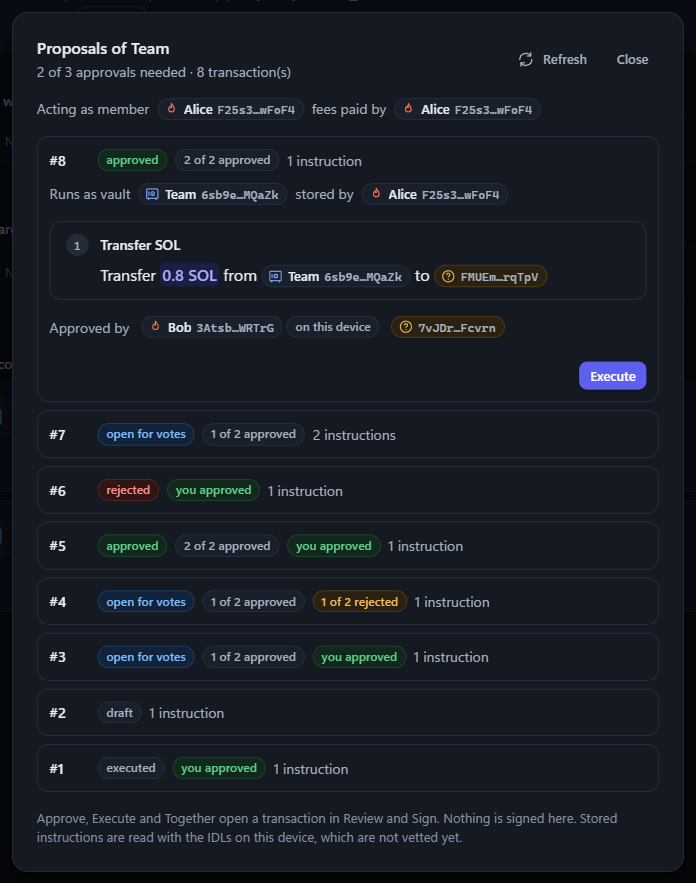 Proposals of Team
2 of 3 approvals needed · 8 transaction(s)
Refresh
Close
Acting as member Alice F25s3…wFoF4 fees paid by Alice F25s3…wFoF4
#8 approved 2 of 2 approved 1 instruction
Runs as vault Team 6sb9e…MQaZk stored by Alice F25s3…wFoF4
1 Transfer SOL
Transfer 0.8 SOL from Team 6sb9e…MQaZk to FMUEm…rqTpV
Approved by Bob 3Atsb…WRTrG on this device 7vJDr…Fcvrn
Execute
#7 open for votes 1 of 2 approved 2 instructions
#6 rejected you approved 1 instruction
#5 approved 2 of 2 approved you approved 1 instruction
#4 open for votes 1 of 2 approved 1 of 2 rejected 1 instruction
#3 open for votes 1 of 2 approved you approved 1 instruction
#2 draft 1 instruction
#1 executed you approved 1 instruction
Approve, Execute and Together open a transaction in Review and Sign. Nothing is signed here. Stored
instructions are read with the IDLs on this device, which are not vetted yet.